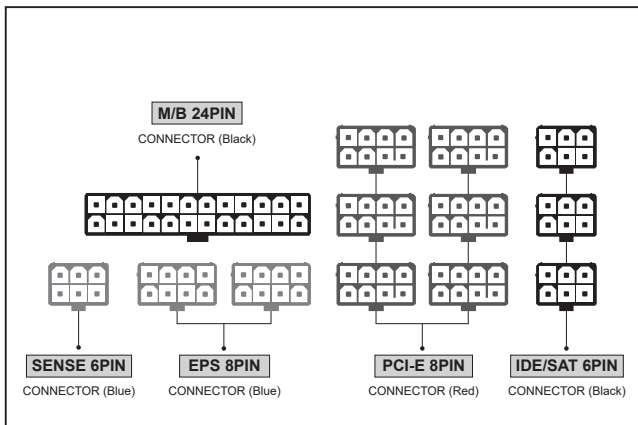 M/B 24PIN
CONNECTOR (Black)
SENSE 6PIN
CONNECTOR (Blue)
EPS 8PIN
CONNECTOR (Blue)
PCI-E 8PIN
CONNECTOR (Red)
IDE/SAT 6PIN
CONNECTOR (Black)